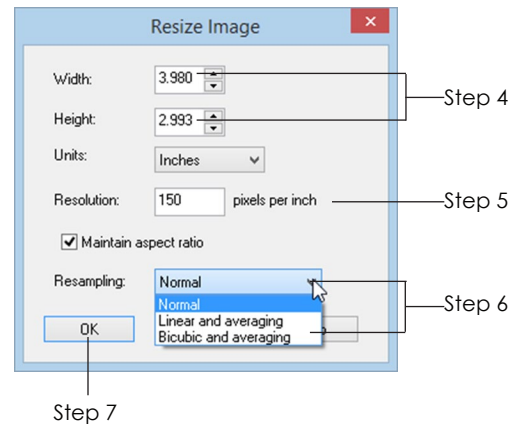 Resize Image
Width: 3.980
Step 4
Height: 2.993
Units: Inches
Resolution: 150 pixels per inch
Step 5
Maintain aspect ratio
Resampling: Normal
Normal
Step 6
Linear and averaging
OK
Bicubic and averaging
Step 7